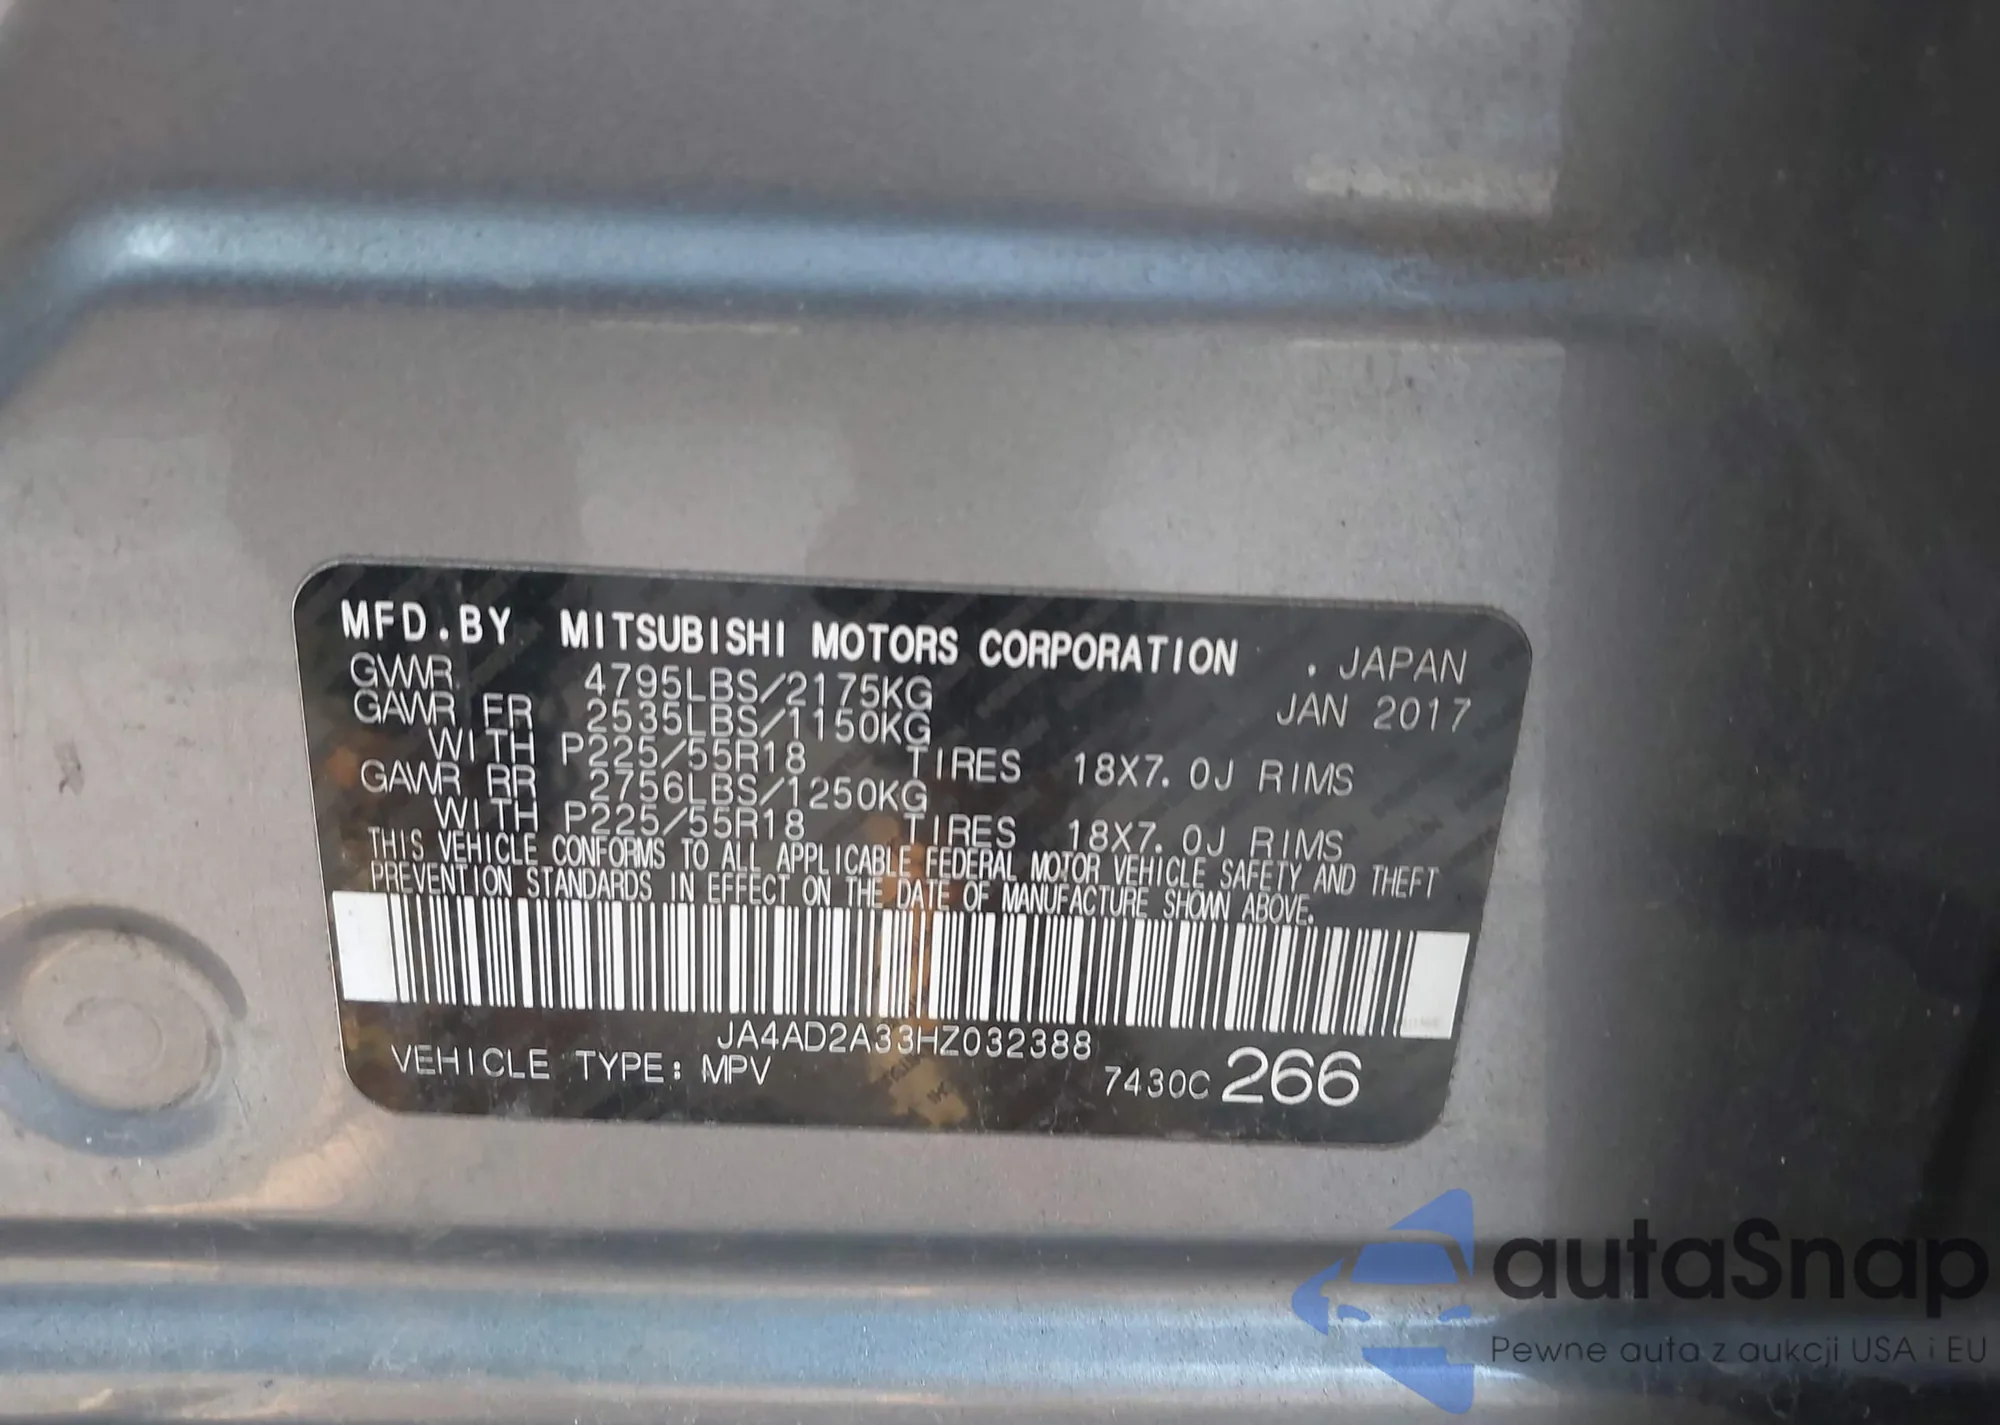 MFD.BY MITSUBISHI MOTORS CORPORATION . JAPAN
GVWR 4795LBS/2175KG JAN 2017
GAWR FR 2535LBS/1150KG
WITH P225/55R18 TIRES 18X7.0J RIMS
GAWR RR 2756LBS/1250KG
WITH P225/55R18 TIRES 18X7.0J RIMS
THIS VEHICLE CONFORMS TO ALL APPLICABLE FEDERAL MOTOR VEHICLE SAFETY AND THEFT
PREVENTION STANDARDS IN EFFECT ON THE DATE OF MANUFACTURE SHOWN ABOVE.
JA4AD2A33HZ032388
VEHICLE TYPE: MPV 7430C 266
autaSnap
Pewne auta z aukcji USA i EU